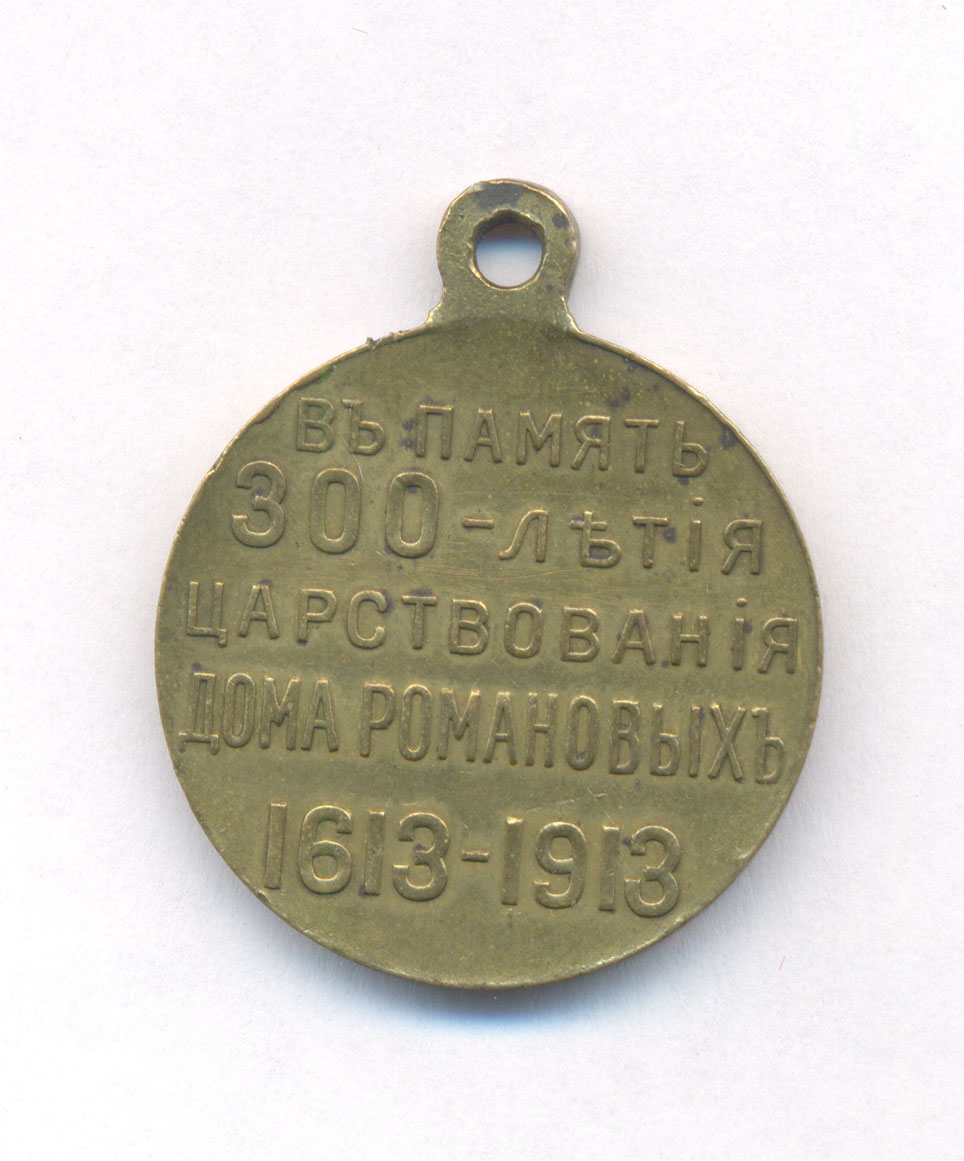 ВЪ ПАМЯТЬ
300-лѣтія
ЦАРСТВОВАНІЯ
ДОМА РОМАНОВЫХЪ
1613-1913